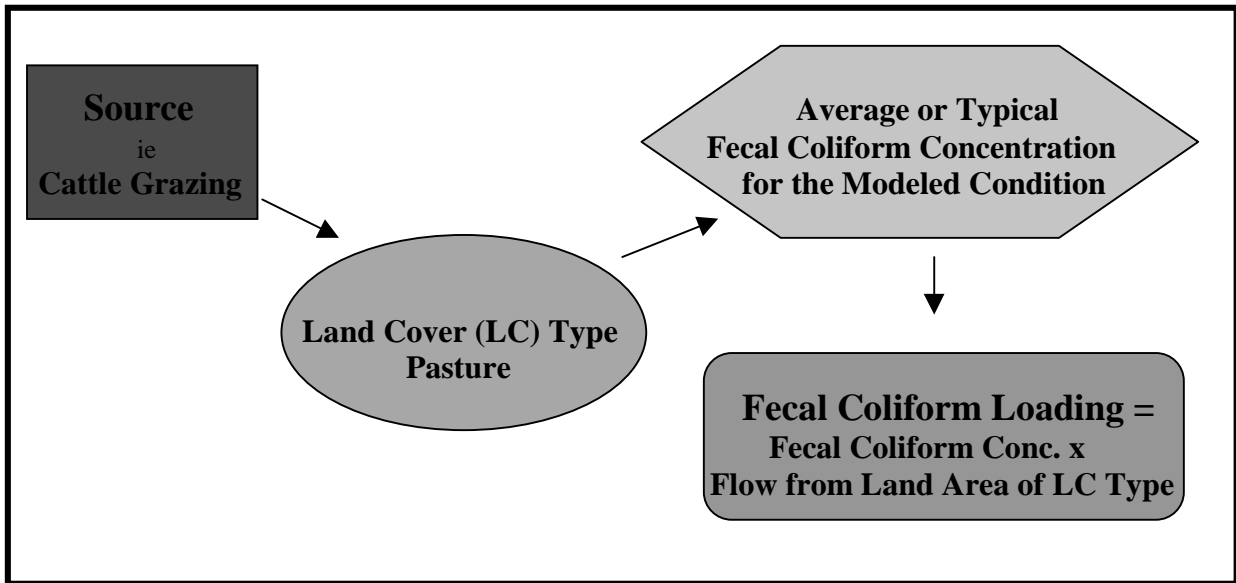 Source
ie
Cattle Grazing
Average or Typical
Fecal Coliform Concentration
for the Modeled Condition
Land Cover (LC) Type
Pasture
Fecal Coliform Loading =
Fecal Coliform Conc. x
Flow from Land Area of LC Type